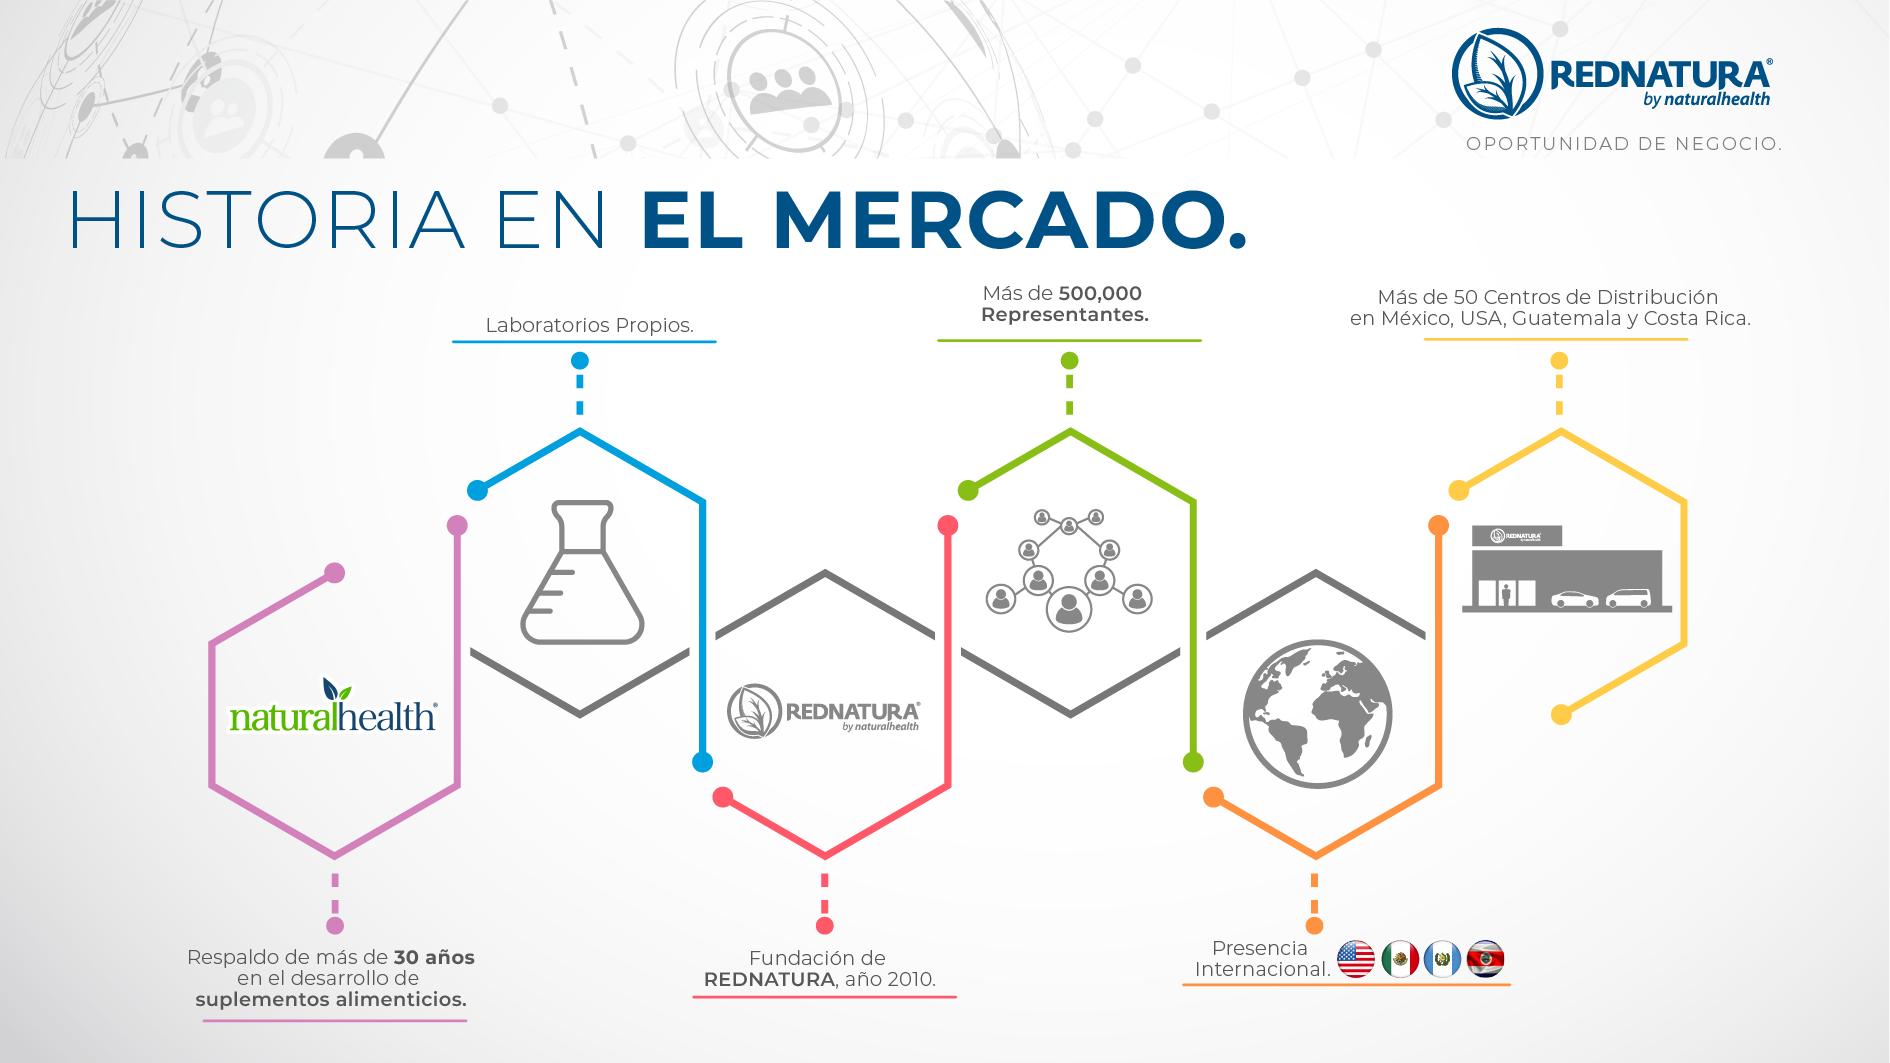 REDNATURA®
by naturalhealth
OPORTUNIDAD DE NEGOCIO.
HISTORIA EN EL MERCADO.
Laboratorios Propios.
Más de 500,000
Representantes.
Más de 50 Centros de Distribución
en México, USA, Guatemala y Costa Rica.
naturalhealth®
REDNATURA®
by naturalhealth
REDNATURA
Respaldo de más de 30 años
en el desarrollo de
suplementos alimenticios.
Fundación de
REDNATURA, año 2010.
Presencia
Internacional.